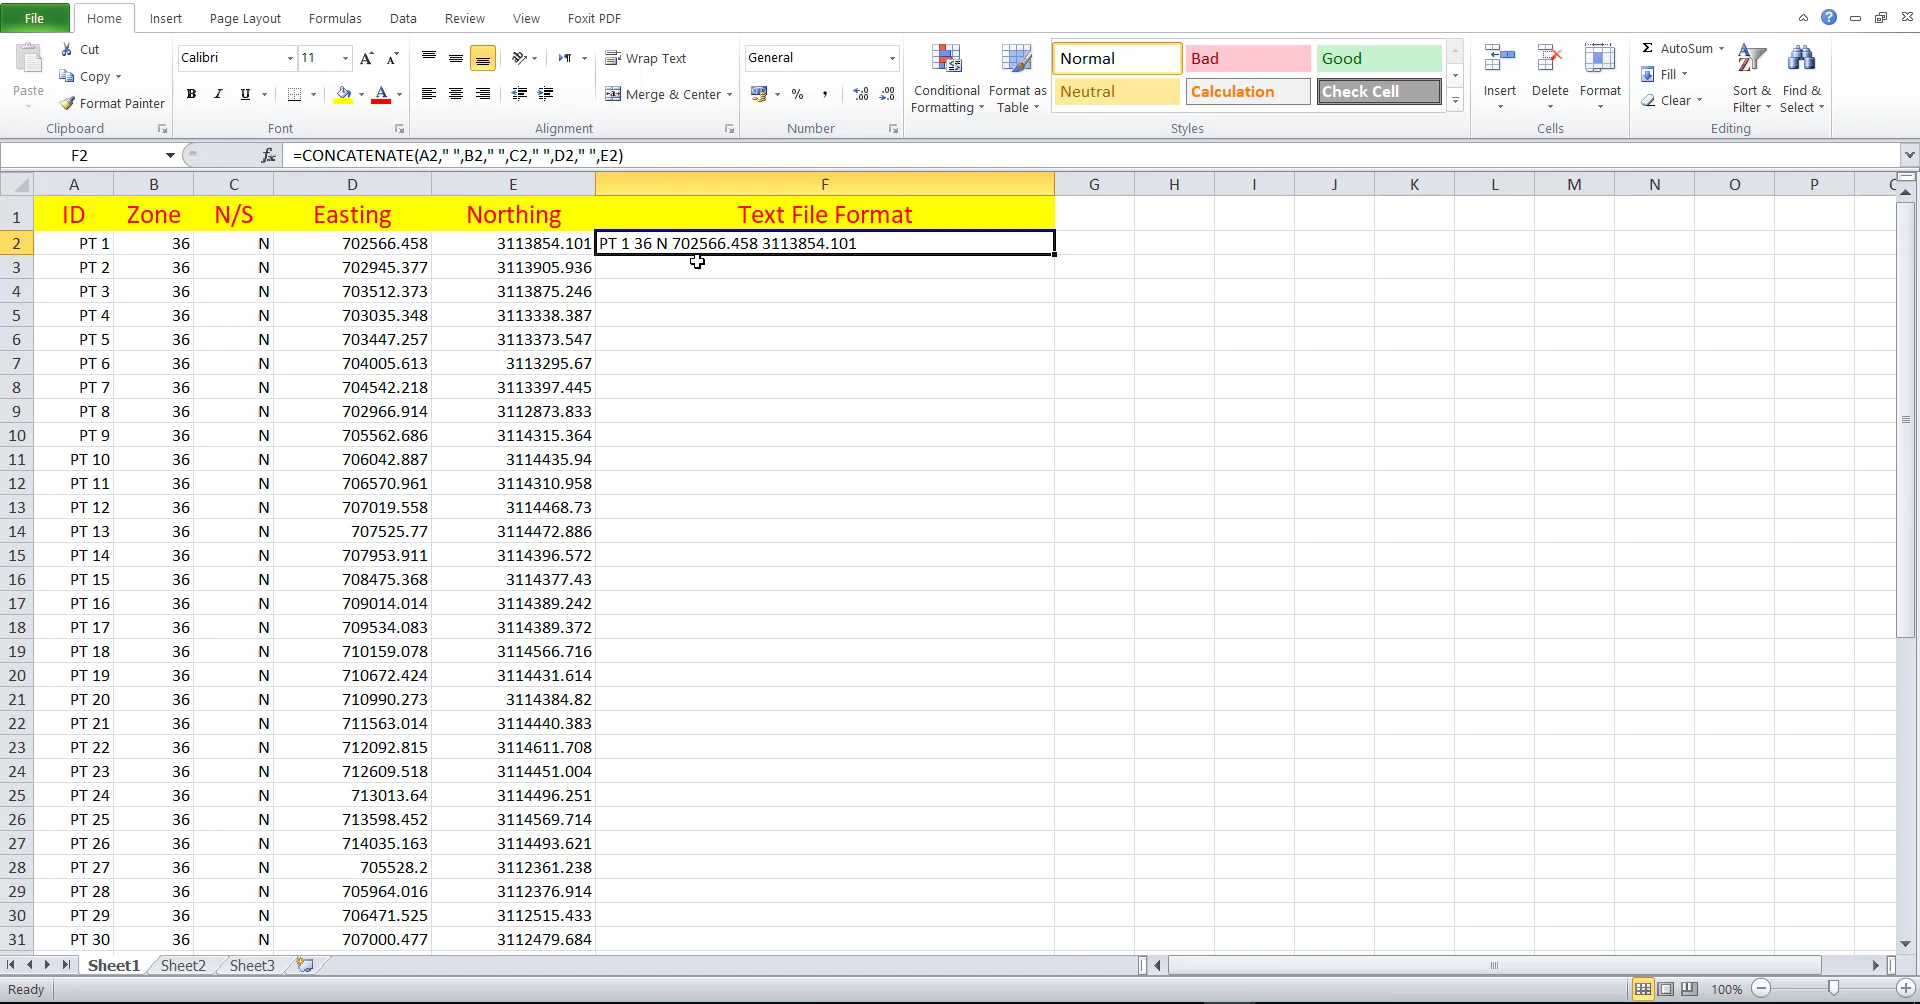 File Home Insert Page Layout Formulas Data Review View Foxit PDF
Paste Cut Calibri 11 Wrap Text General Conditional Formatting Format as Table Normal Bad Good Insert Delete Format AutoSum Sort & Filter Find & Select
Copy Fill
Format Painter B I U Merge & Center % , Neutral Calculation Check Cell Clear
Clipboard Font Alignment Number Styles Cells Editing
F2 fx =CONCATENATE(A2," ",B2," ",C2," ",D2," ",E2)
A B C D E F G H I J K L M N O P
1 ID Zone N/S Easting Northing Text File Format
2 PT 1 36 N 702566.458 3113854.101 PT 1 36 N 702566.458 3113854.101
3 PT 2 36 N 702945.377 3113905.936
4 PT 3 36 N 703512.373 3113875.246
5 PT 4 36 N 703035.348 3113338.387
6 PT 5 36 N 703447.257 3113373.547
7 PT 6 36 N 704005.613 3113295.67
8 PT 7 36 N 704542.218 3113397.445
9 PT 8 36 N 702966.914 3112873.833
10 PT 9 36 N 705562.686 3114315.364
11 PT 10 36 N 706042.887 3114435.94
12 PT 11 36 N 706570.961 3114310.958
13 PT 12 36 N 707019.558 3114468.73
14 PT 13 36 N 707525.77 3114472.886
15 PT 14 36 N 707953.911 3114396.572
16 PT 15 36 N 708475.368 3114377.43
17 PT 16 36 N 709014.014 3114389.242
18 PT 17 36 N 709534.083 3114389.372
19 PT 18 36 N 710159.078 3114566.716
20 PT 19 36 N 710672.424 3114431.614
21 PT 20 36 N 710990.273 3114384.82
22 PT 21 36 N 711563.014 3114440.383
23 PT 22 36 N 712092.815 3114611.708
24 PT 23 36 N 712609.518 3114451.004
25 PT 24 36 N 713013.64 3114496.251
26 PT 25 36 N 713598.452 3114569.714
27 PT 26 36 N 714035.163 3114493.621
28 PT 27 36 N 705528.2 3112361.238
29 PT 28 36 N 705964.016 3112376.914
30 PT 29 36 N 706471.525 3112515.433
31 PT 30 36 N 707000.477 3112479.684
Sheet1 Sheet2 Sheet3
Ready 100%